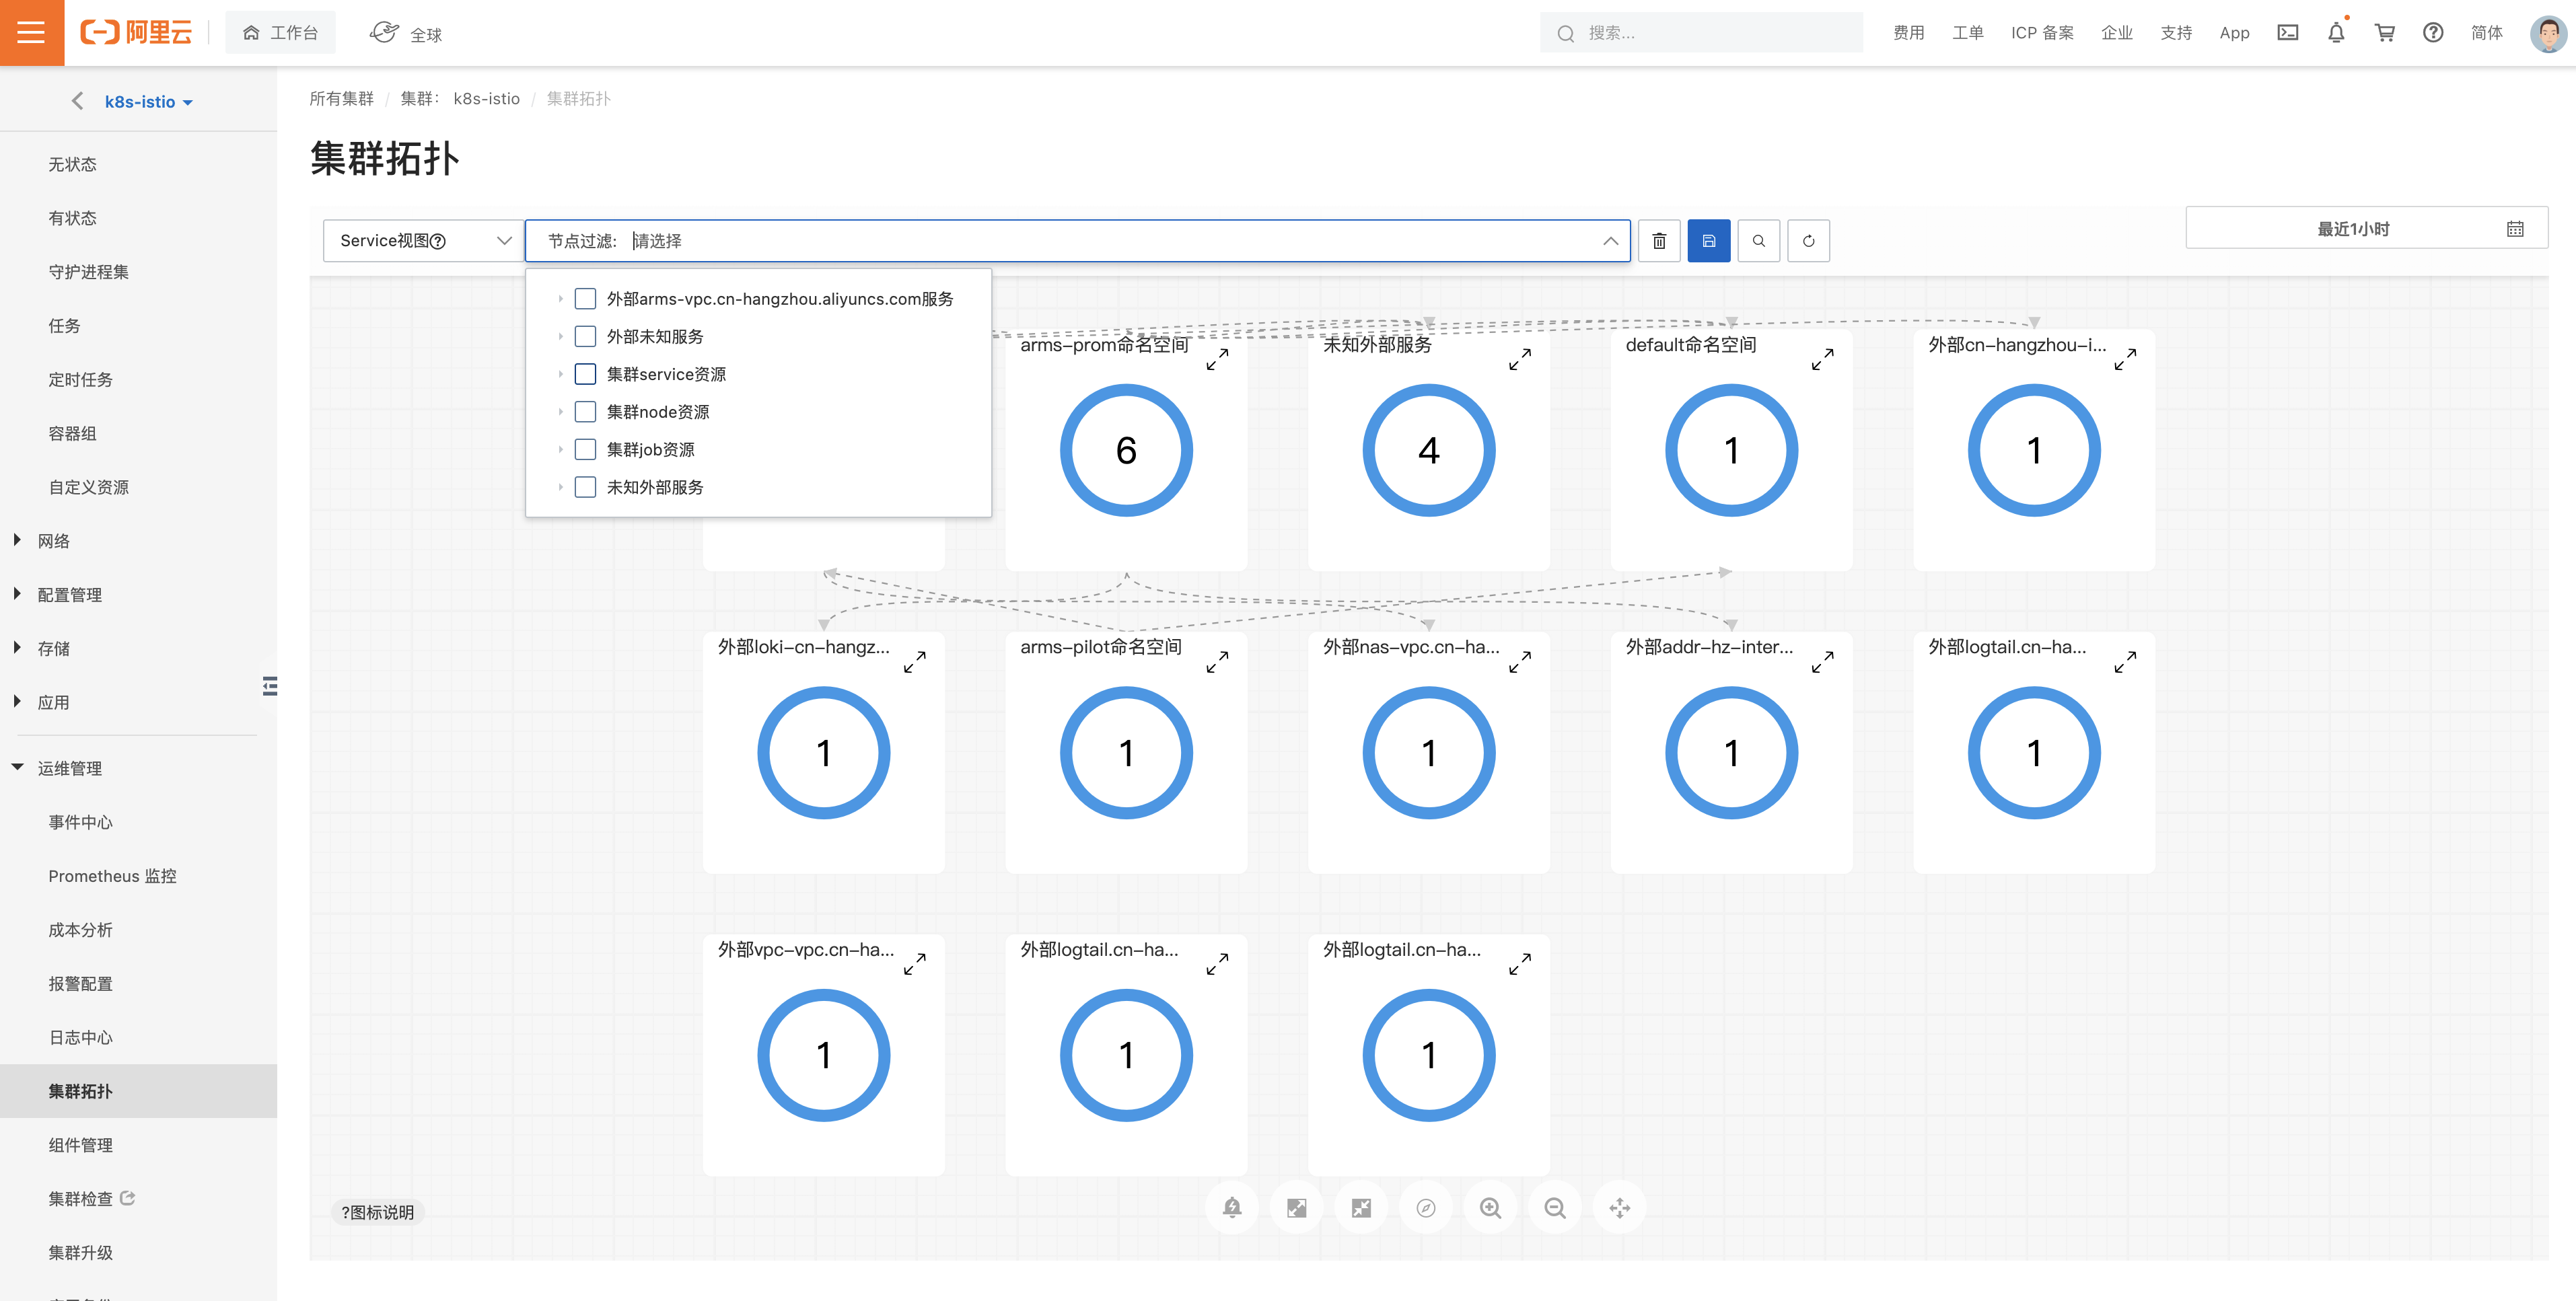 阿里云
工作台
全球
搜索...
费用
工单
ICP 备案
企业
支持
App
简体
k8s-istio
无状态
有状态
守护进程集
任务
定时任务
容器组
自定义资源
网络
配置管理
存储
应用
运维管理
事件中心
Prometheus 监控
成本分析
报警配置
日志中心
集群拓扑
组件管理
集群检查
集群升级
所有集群 / 集群: k8s-istio / 集群拓扑
集群拓扑
Service视图
节点过滤: 请选择
最近1小时
外部arms-vpc.cn-hangzhou.aliyuncs.com服务
外部未知服务
集群service资源
集群node资源
集群job资源
未知外部服务
arms-prom命名空间
6
未知外部服务
4
default命名空间
1
外部cn-hangzhou-i...
1
外部loki-cn-hangz...
1
arms-pilot命名空间
1
外部nas-vpc.cn-ha...
1
外部addr-hz-inter...
1
外部logtail.cn-ha...
1
外部vpc-vpc.cn-ha...
1
外部logtail.cn-ha...
1
外部logtail.cn-ha...
1
?图标说明